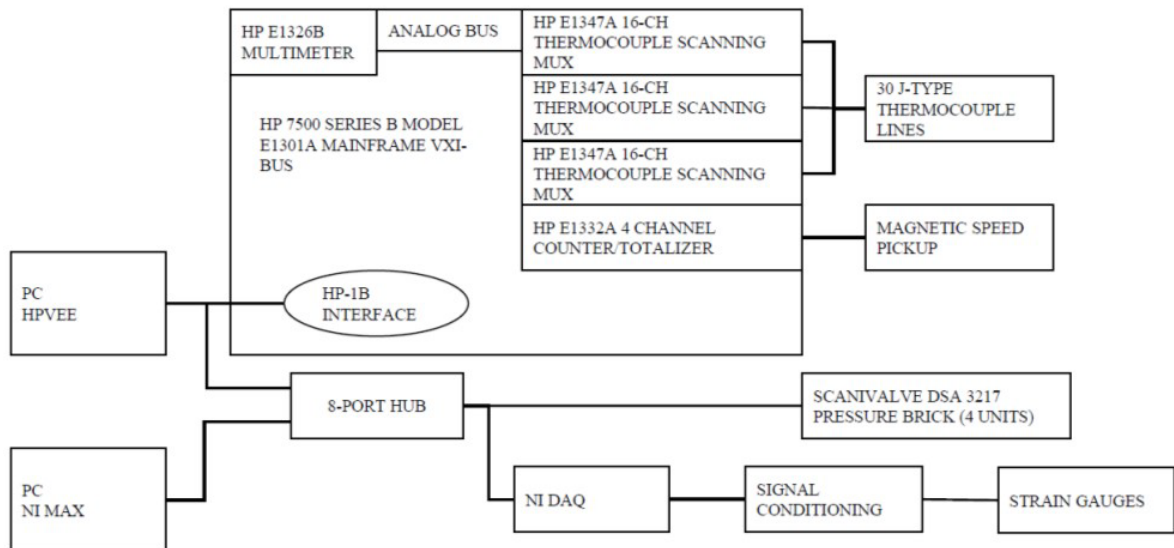 HP E1326B
MULTIMETER
ANALOG BUS
HP E1347A 16-CH
THERMOCOUPLE SCANNING
MUX
HP E1347A 16-CH
THERMOCOUPLE SCANNING
MUX
HP E1347A 16-CH
THERMOCOUPLE SCANNING
MUX
HP E1332A 4 CHANNEL
COUNTER/TOTALIZER
30 J-TYPE
THERMOCOUPLE
LINES
MAGNETIC SPEED
PICKUP
HP 7500 SERIES B MODEL
E1301A MAINFRAME VXI-
BUS
PC
HPVEE
HP-1B
INTERFACE
8-PORT HUB
SCANIVALVE DSA 3217
PRESSURE BRICK (4 UNITS)
PC
NI MAX
NI DAQ
SIGNAL
CONDITIONING
STRAIN GAUGES